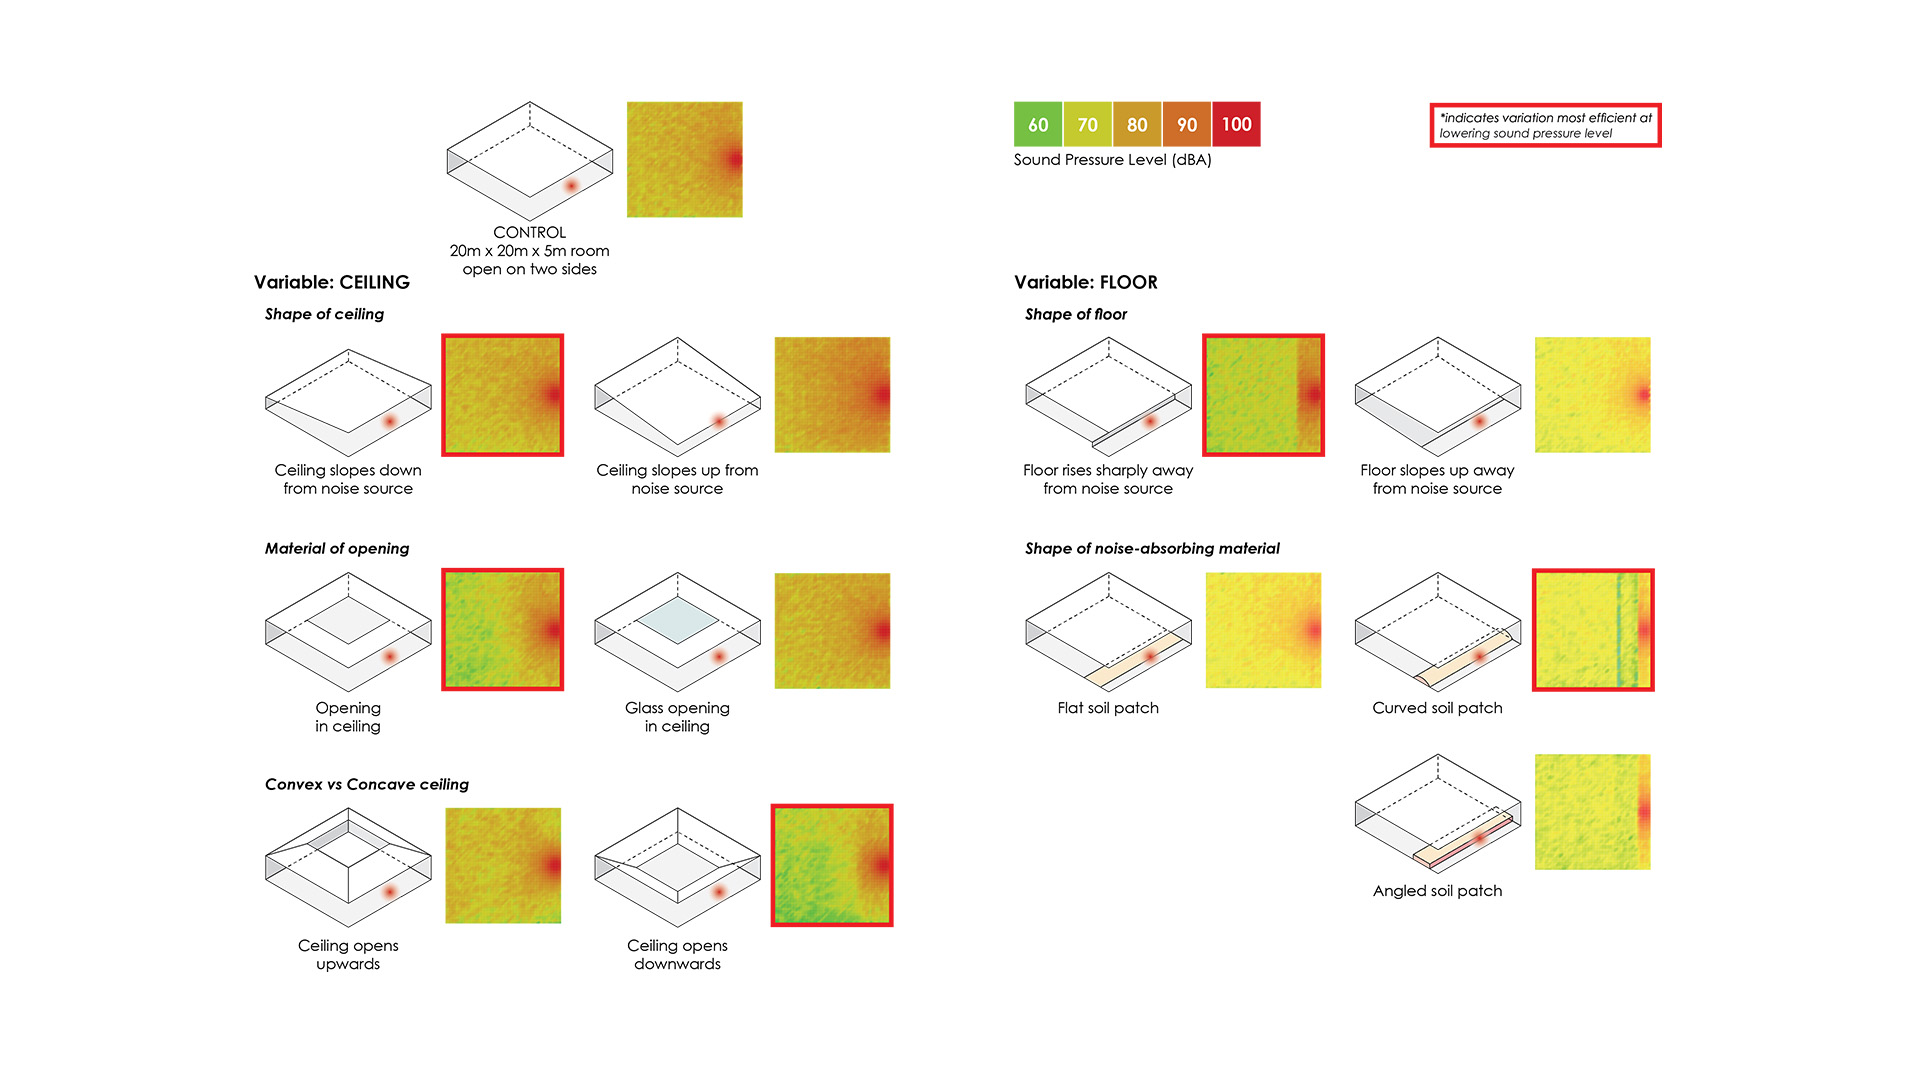 60 70 80 90 100
Sound Pressure Level (dBA)
*indicates variation most efficient at
lowering sound pressure level
CONTROL
20m x 20m x 5m room
open on two sides
Variable: CEILING
Shape of ceiling
Ceiling slopes down
from noise source
Ceiling slopes up from
noise source
Material of opening
Opening
in ceiling
Glass opening
in ceiling
Convex vs Concave ceiling
Ceiling opens
upwards
Ceiling opens
downwards
Variable: FLOOR
Shape of floor
Floor rises sharply away
from noise source
Floor slopes up away
from noise source
Shape of noise-absorbing material
Flat soil patch
Curved soil patch
Angled soil patch